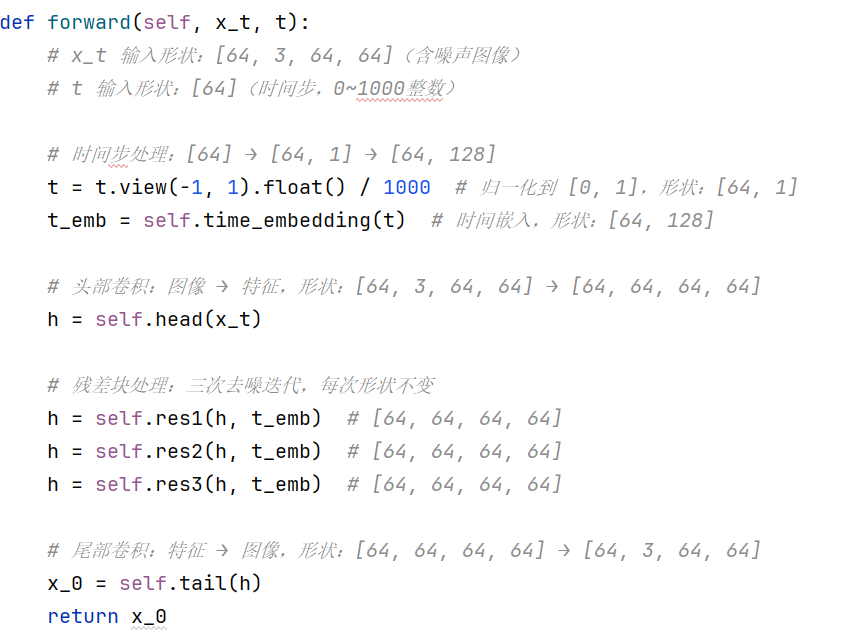 def forward(self, x_t, t):
# x_t 输入形状：[64, 3, 64, 64]（含噪声图像）
# t 输入形状：[64]（时间步，0~1000整数）
# 时间步处理：[64] → [64, 1] → [64, 128]
t = t.view(-1, 1).float() / 1000  # 归一化到 [0, 1]，形状：[64, 1]
t_emb = self.time_embedding(t)  # 时间嵌入，形状：[64, 128]
# 头部卷积：图像 → 特征，形状：[64, 3, 64, 64] → [64, 64, 64, 64]
h = self.head(x_t)
# 残差块处理：三次去噪迭代，每次形状不变
h = self.res1(h, t_emb)  # [64, 64, 64, 64]
h = self.res2(h, t_emb)  # [64, 64, 64, 64]
h = self.res3(h, t_emb)  # [64, 64, 64, 64]
# 尾部卷积：特征 → 图像，形状：[64, 64, 64, 64] → [64, 3, 64, 64]
x_0 = self.tail(h)
return x_0